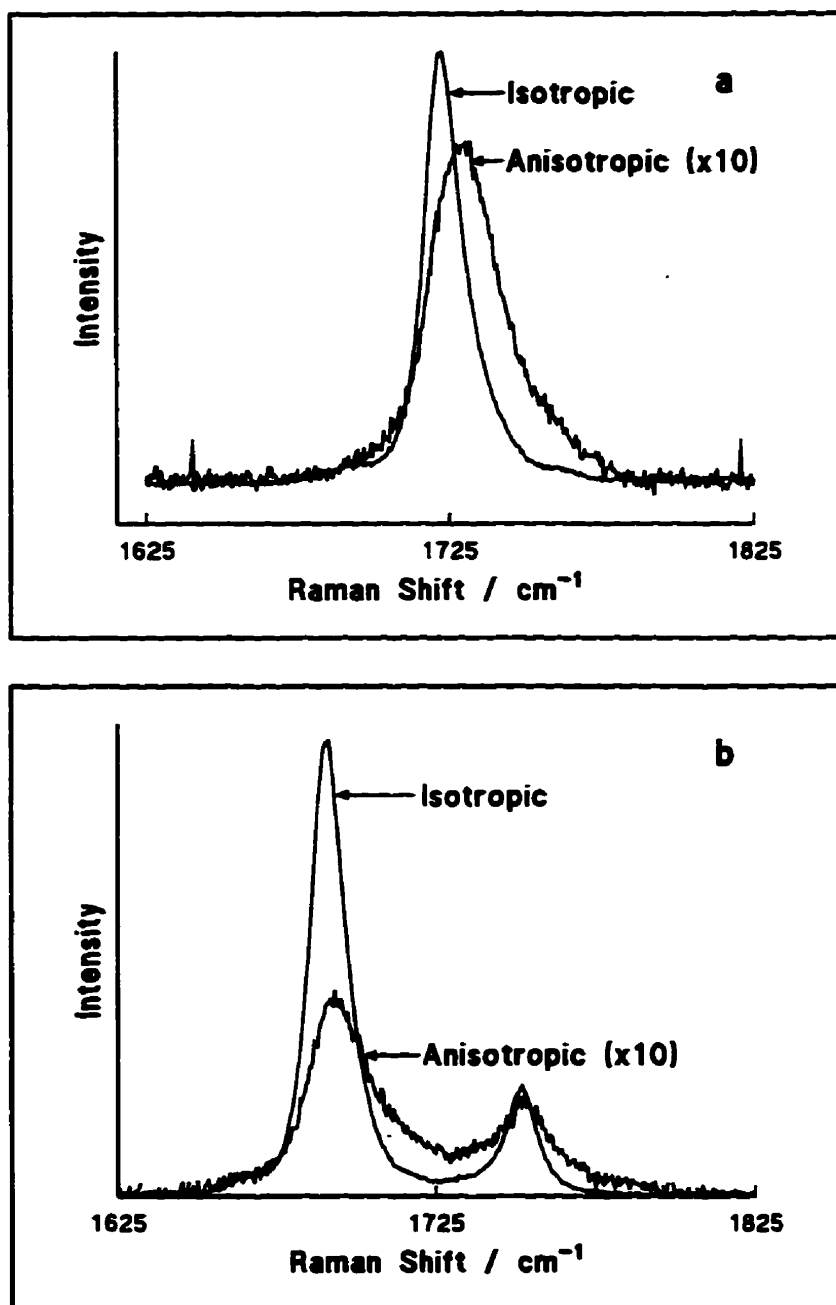 a
Isotropic
Anisotropic (x10)
Intensity
1625 1725 1825
Raman Shift / cm⁻¹
b
Isotropic
Anisotropic (x10)
Intensity
1625 1725 1825
Raman Shift / cm⁻¹